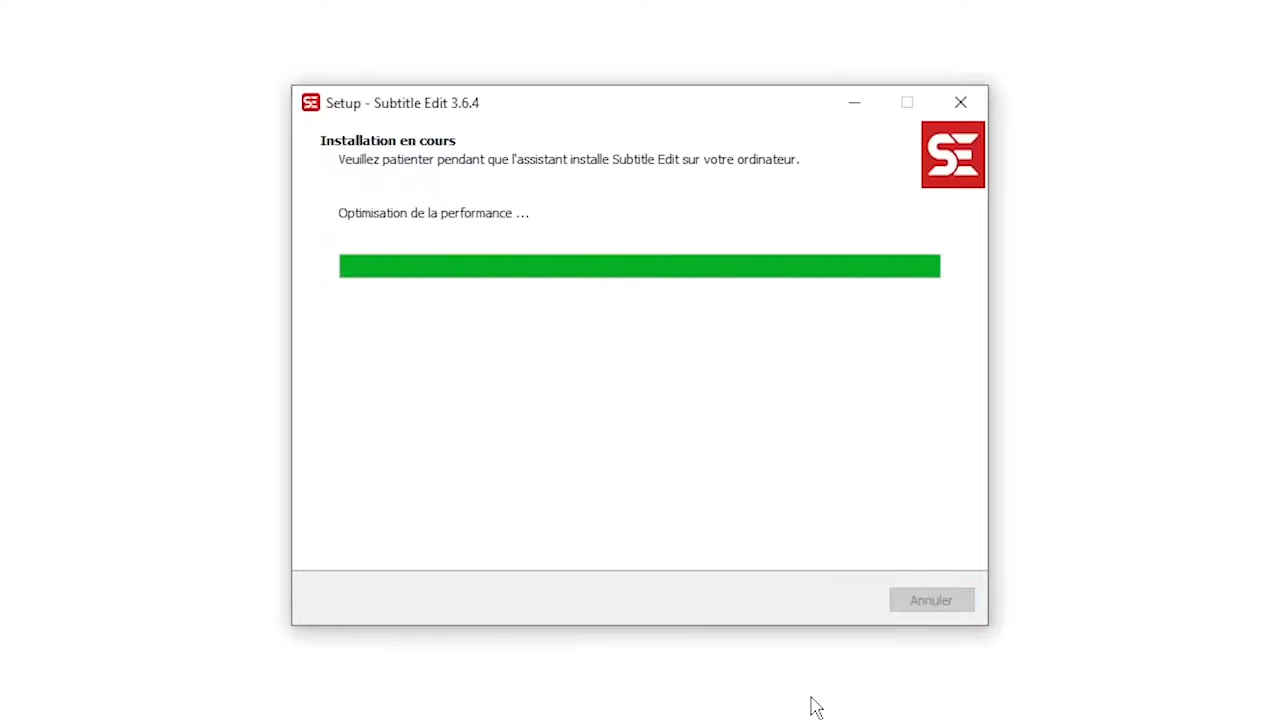 SE Setup - Subtitle Edit 3.6.4
Installation en cours
Veuillez patienter pendant que l'assistant installe Subtitle Edit sur votre ordinateur.
SE
Optimisation de la performance ...
Annuler